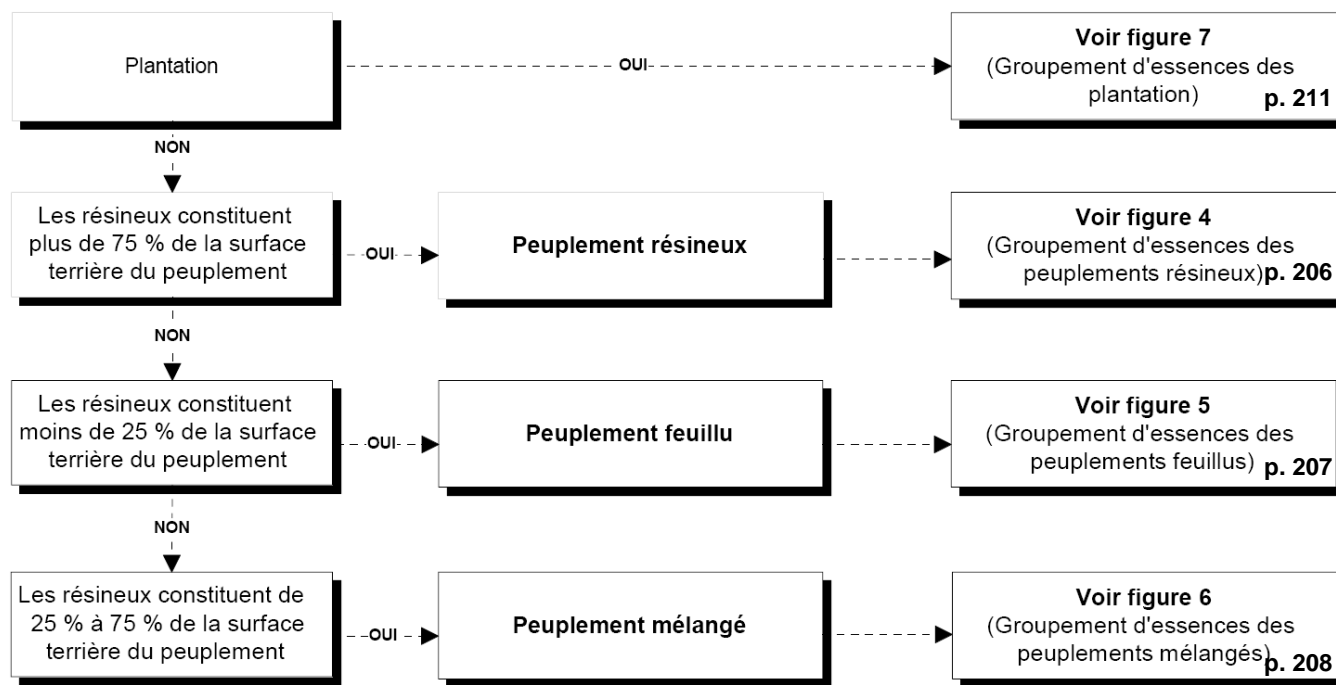 Plantation
OUI
Voir figure 7
(Groupement d'essences des
plantation) p. 211
NON
Les résineux constituent
plus de 75 % de la surface
terrière du peuplement
OUI
Peuplement résineux
Voir figure 4
(Groupement d'essences des
peuplements résineux) p. 206
NON
Les résineux constituent
moins de 25 % de la surface
terrière du peuplement
OUI
Peuplement feuillu
Voir figure 5
(Groupement d'essences des
peuplements feuillus) p. 207
NON
Les résineux constituent de
25 % à 75 % de la surface
terrière du peuplement
OUI
Peuplement mélangé
Voir figure 6
(Groupement d'essences des
peuplements mélangés) p. 208